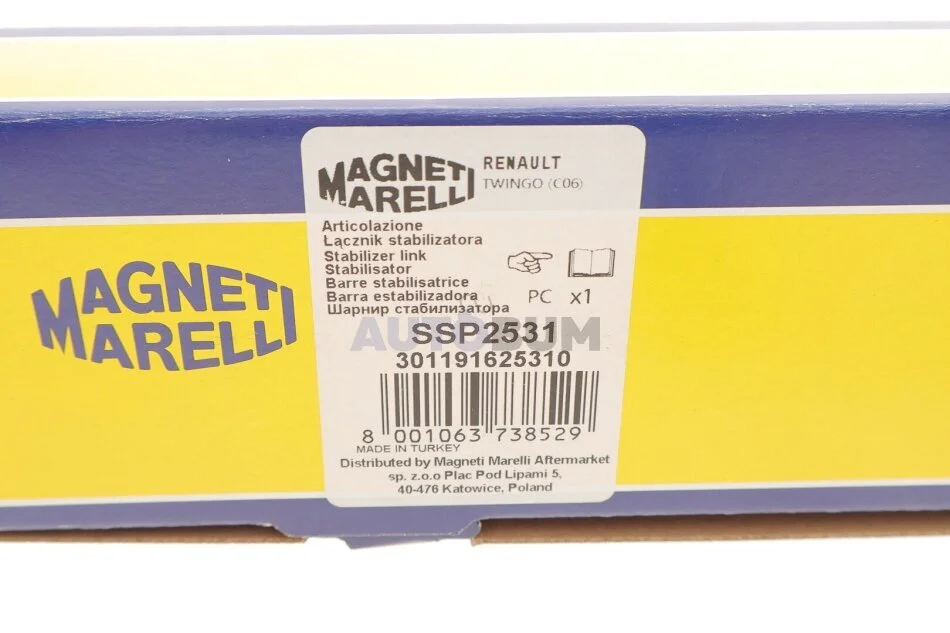 MAGNETI
MARELLI
RENAULT
TWINGO (C06)
Articolazione
Łącznik stabilizatora
Stabilizer link
Stabilisator
Barre stabilisatrice
Barra estabilizadora
Шарнир стабилизатора
PC x1
AUTOBUM
SSP2531
301191625310
8 001063 738529
MADE IN TURKEY
Distributed by Magneti Marelli Aftermarket
sp. z.o.o Plac Pod Lipami 5,
40-476 Katowice, Poland
MAGNETI
MARELLI